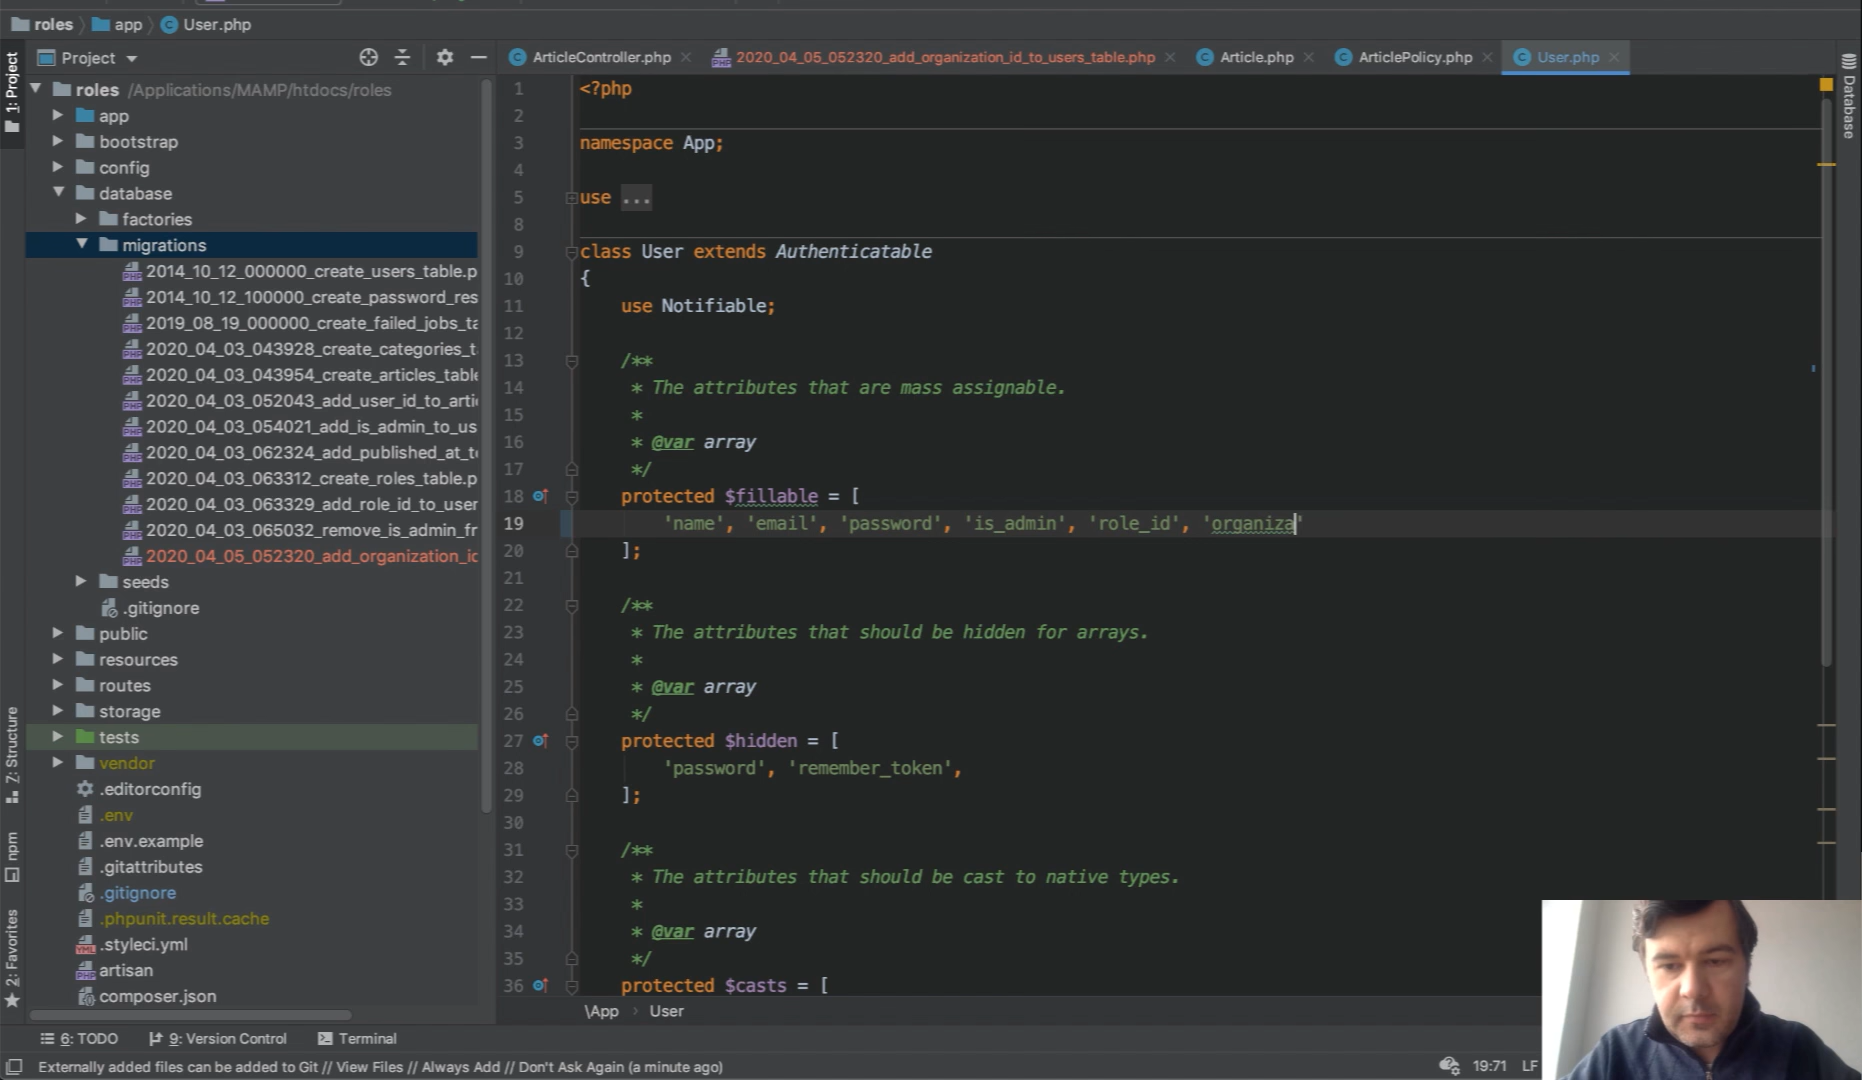 roles app User.php
Project
ArticleController.php 2020_04_05_052320_add_organization_id_to_users_table.php Article.php ArticlePolicy.php User.php
1: Project
7: Structure
npm
2: Favorites
Database
roles /Applications/MAMP/htdocs/roles
app
bootstrap
config
database
factories
migrations
2014_10_12_000000_create_users_table.p
2014_10_12_100000_create_password_res
2019_08_19_000000_create_failed_jobs_ta
2020_04_03_043928_create_categories_t
2020_04_03_043954_create_articles_table
2020_04_03_052043_add_user_id_to_arti
2020_04_03_054021_add_is_admin_to_us
2020_04_03_062324_add_published_at_t
2020_04_03_063312_create_roles_table.p
2020_04_03_063329_add_role_id_to_user
2020_04_03_065032_remove_is_admin_fr
2020_04_05_052320_add_organization_id
seeds
.gitignore
public
resources
routes
storage
tests
vendor
.editorconfig
.env
.env.example
.gitattributes
.gitignore
.phpunit.result.cache
.styleci.yml
artisan
composer.json
1 <?php
2
3 namespace App;
4
5 use ...
8
9 class User extends Authenticatable
10 {
11 use Notifiable;
12
13 /**
14 * The attributes that are mass assignable.
15 *
16 * @var array
17 */
18 protected $fillable = [
19 'name', 'email', 'password', 'is_admin', 'role_id', 'organiza'
20 ];
21
22 /**
23 * The attributes that should be hidden for arrays.
24 *
25 * @var array
26 */
27 protected $hidden = [
28 'password', 'remember_token',
29 ];
30
31 /**
32 * The attributes that should be cast to native types.
33 *
34 * @var array
35 */
36 protected $casts = [
\App › User
6: TODO 9: Version Control Terminal
Externally added files can be added to Git // View Files // Always Add // Don't Ask Again (a minute ago) 19:71 LF